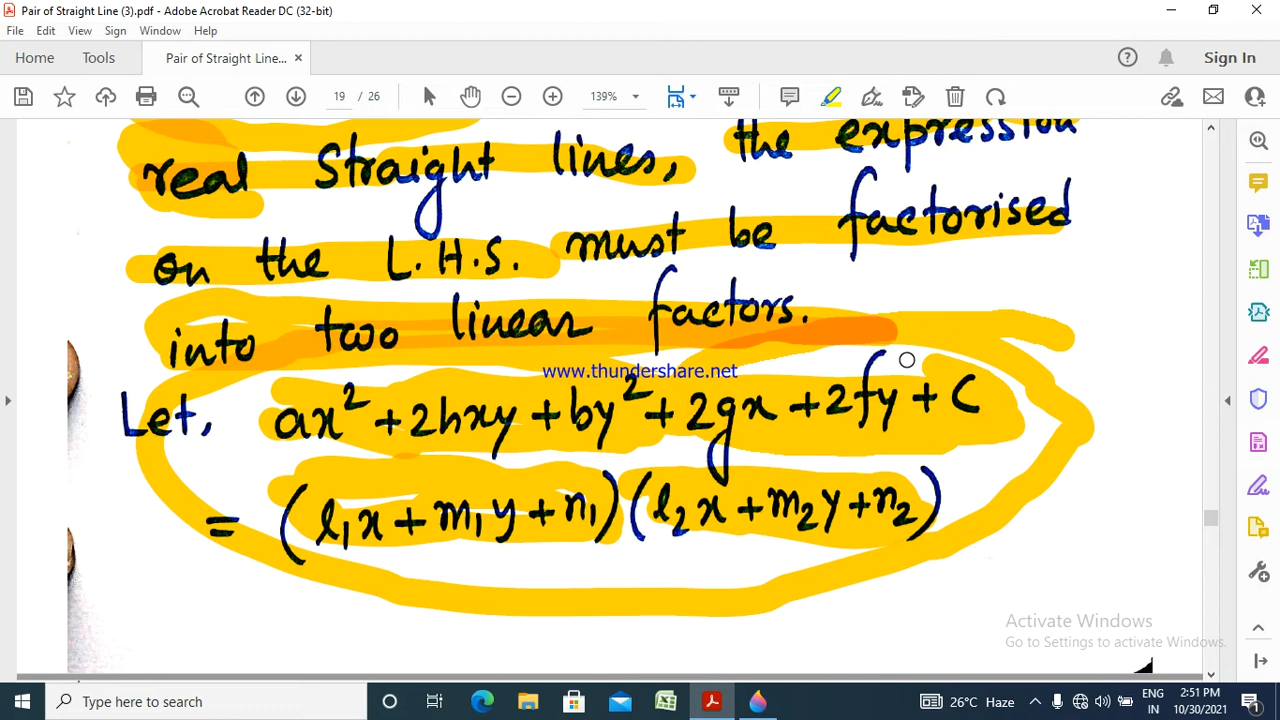 Pair of Straight Line (3).pdf - Adobe Acrobat Reader DC (32-bit)
File Edit View Sign Window Help
Home Tools Pair of Straight Line... × Sign In
19 / 26 139%
real Straight lines, the expression
on the L.H.S. must be factorised
into two linear factors.
www.thundershare.net
Let, ax² + 2hxy + by² + 2gx + 2fy + c
= (l₁x + m₁y + n₁) (l₂x + m₂y + n₂)
Activate Windows
Go to Settings to activate Windows.
Type here to search
26°C Haze
ENG
IN
2:51 PM
10/30/2021
1